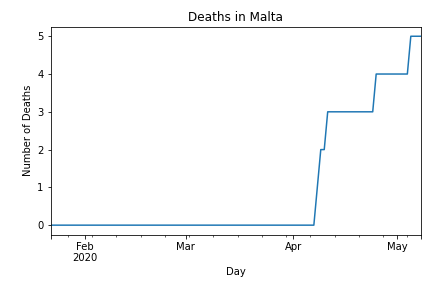 Deaths in Malta
5
4
3
2
1
0
Number of Deaths
Feb
2020
Mar
Apr
May
Day